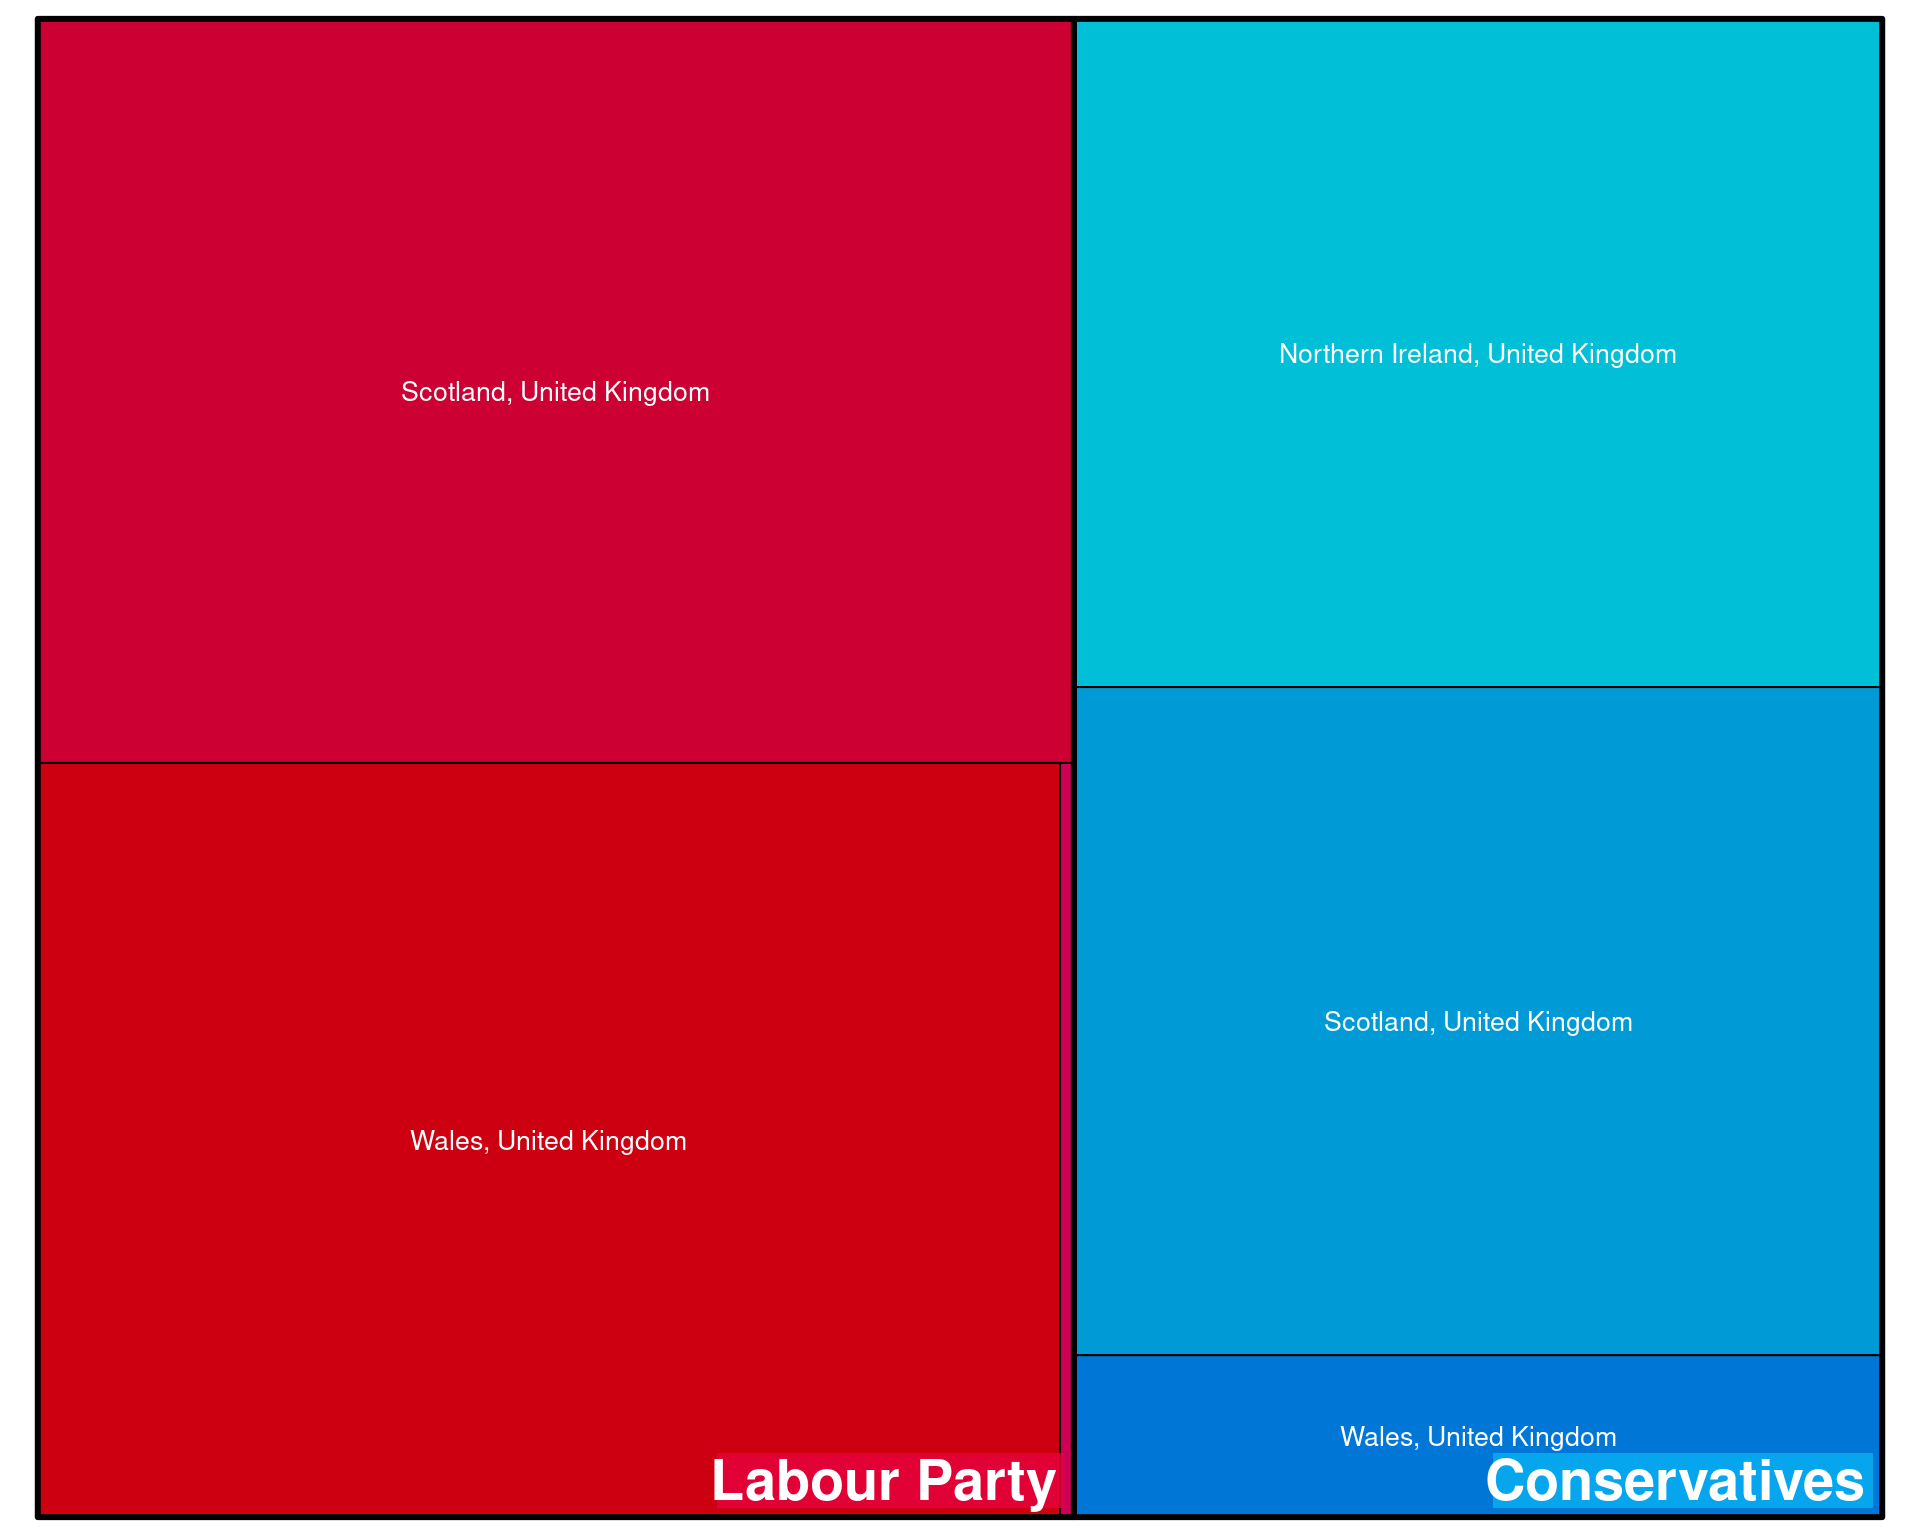 Scotland, United Kingdom
Wales, United Kingdom
Labour Party
Northern Ireland, United Kingdom
Scotland, United Kingdom
Wales, United Kingdom
Conservatives